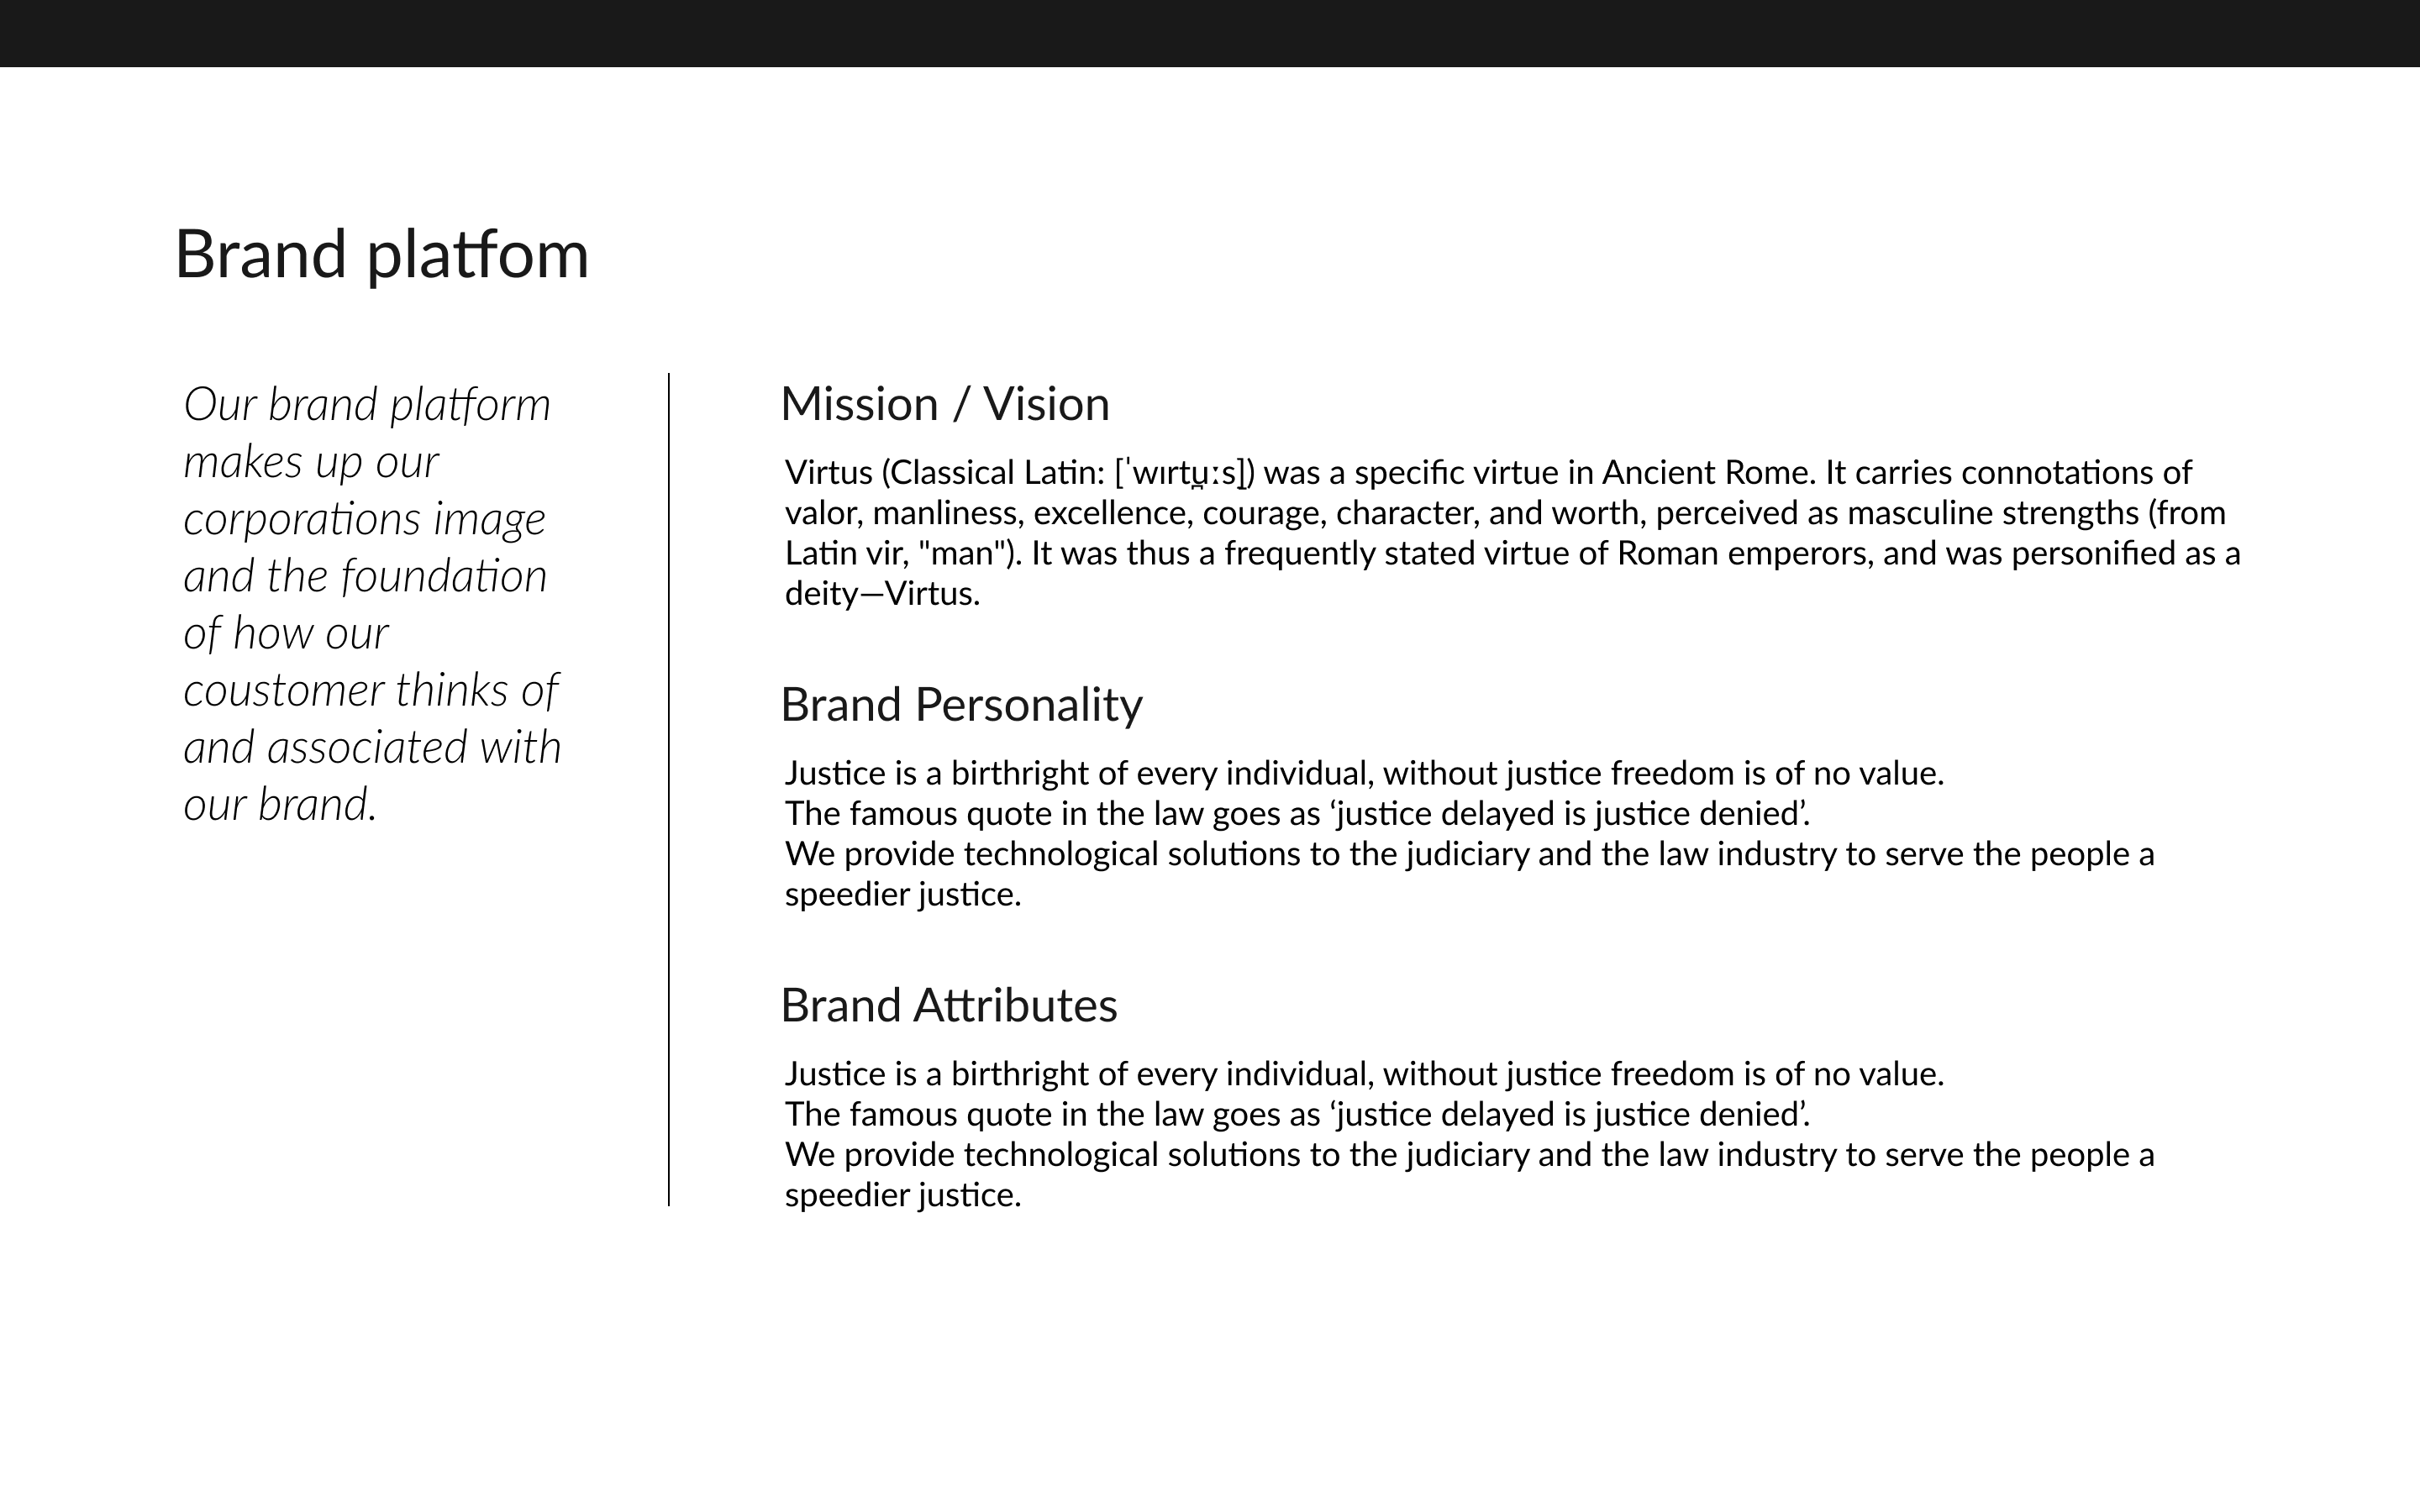 Brand platfom
Our brand platform
makes up our
corporations image
and the foundation
of how our
coustomer thinks of
and associated with
our brand.
Mission / Vision
Virtus (Classical Latin: [ˈwɪrtu̪ːs̪]) was a specific virtue in Ancient Rome. It carries connotations of
valor, manliness, excellence, courage, character, and worth, perceived as masculine strengths (from
Latin vir, "man"). It was thus a frequently stated virtue of Roman emperors, and was personified as a
deity—Virtus.
Brand Personality
Justice is a birthright of every individual, without justice freedom is of no value.
The famous quote in the law goes as ‘justice delayed is justice denied’.
We provide technological solutions to the judiciary and the law industry to serve the people a
speedier justice.
Brand Attributes
Justice is a birthright of every individual, without justice freedom is of no value.
The famous quote in the law goes as ‘justice delayed is justice denied’.
We provide technological solutions to the judiciary and the law industry to serve the people a
speedier justice.